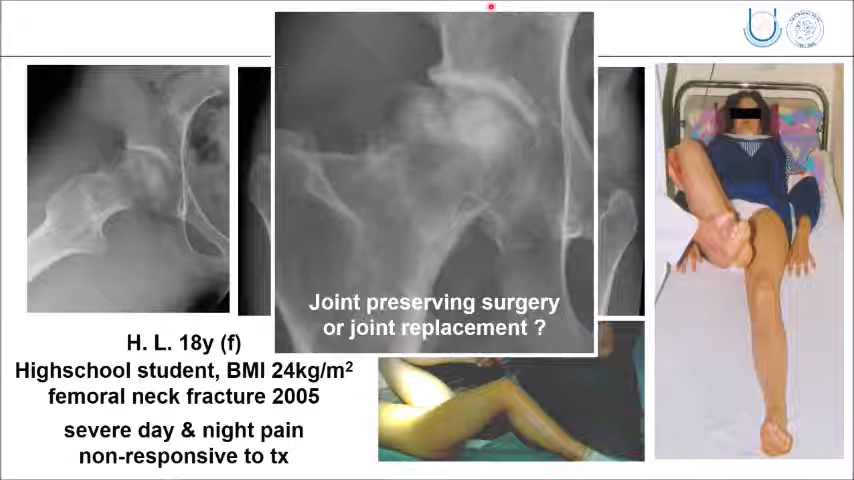 Joint preserving surgery
or joint replacement ?
H. L. 18y (f)
Highschool student, BMI 24kg/m²
femoral neck fracture 2005
severe day & night pain
non-responsive to tx